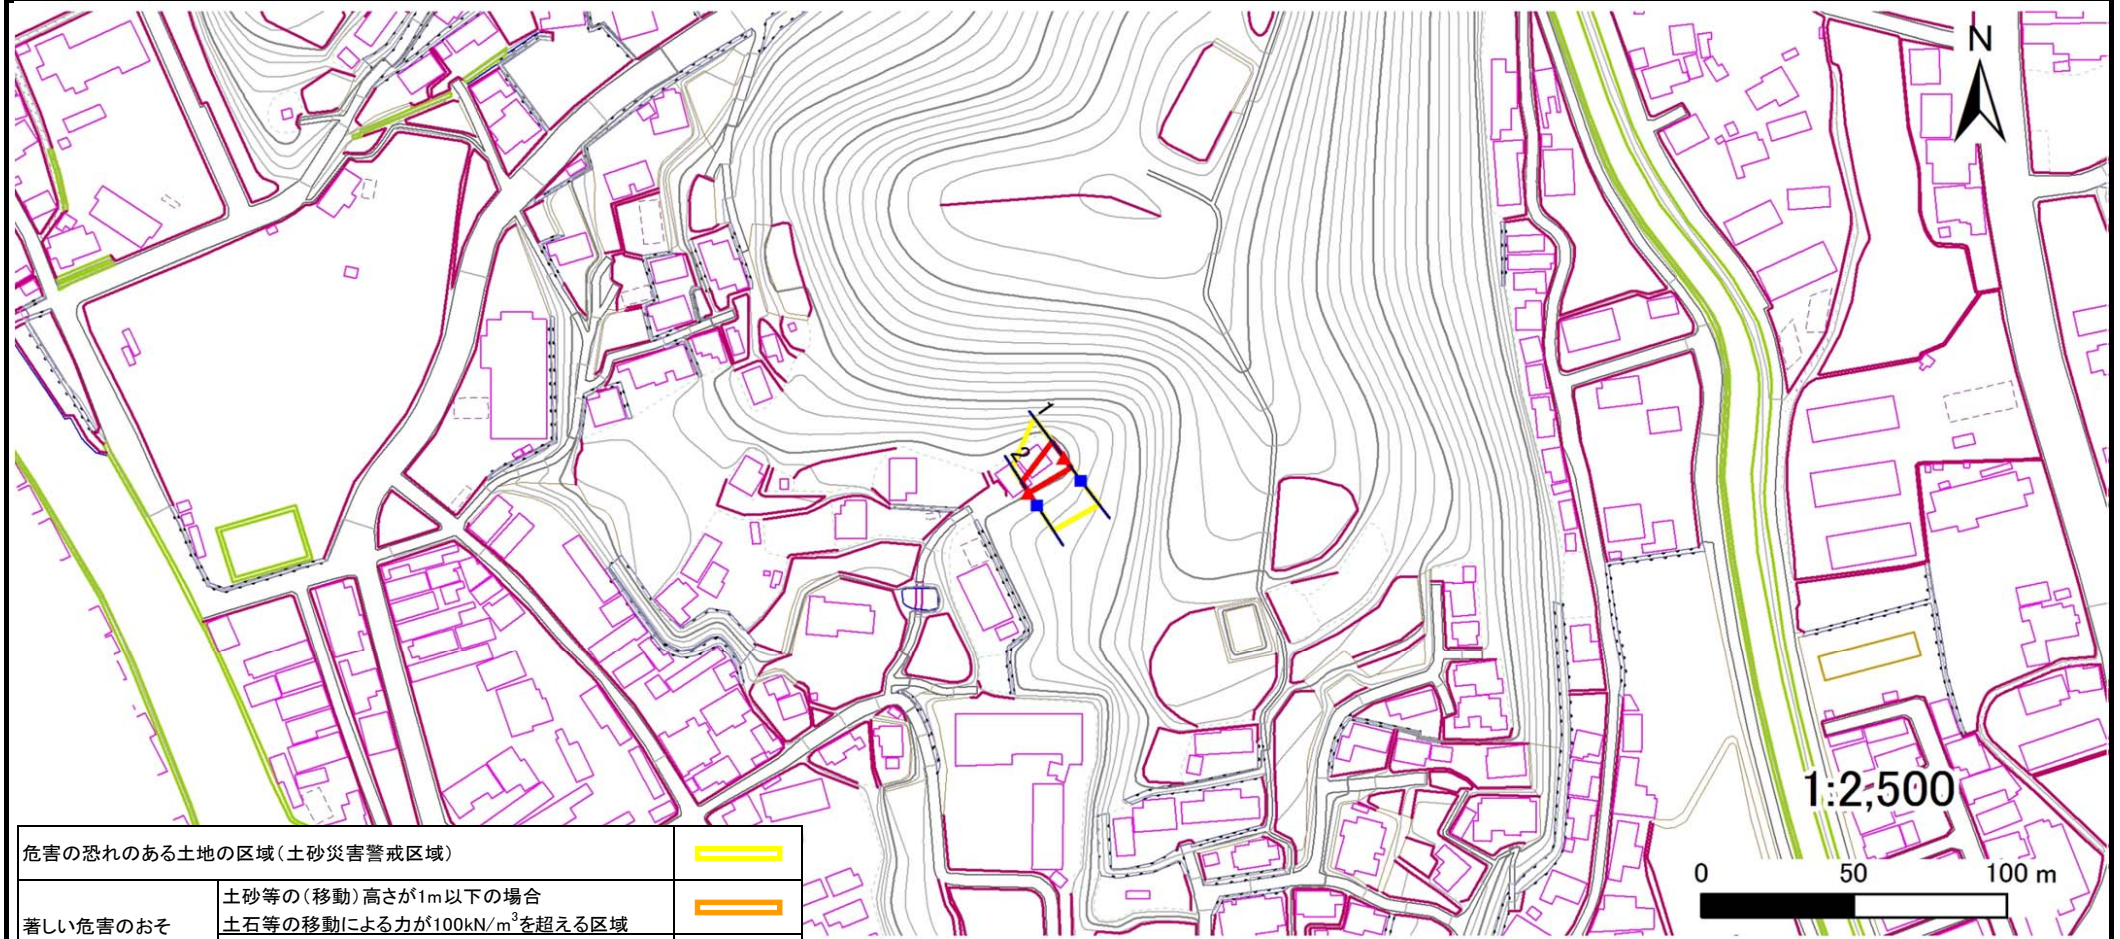 N
1
2
1:2,500
0 50 100 m
危害の恐れのある土地の区域(土砂災害警戒区域)
土砂等の(移動)高さが1m以下の場合
著しい危害のおそ
土石等の移動による力が100kN/m³を超える区域